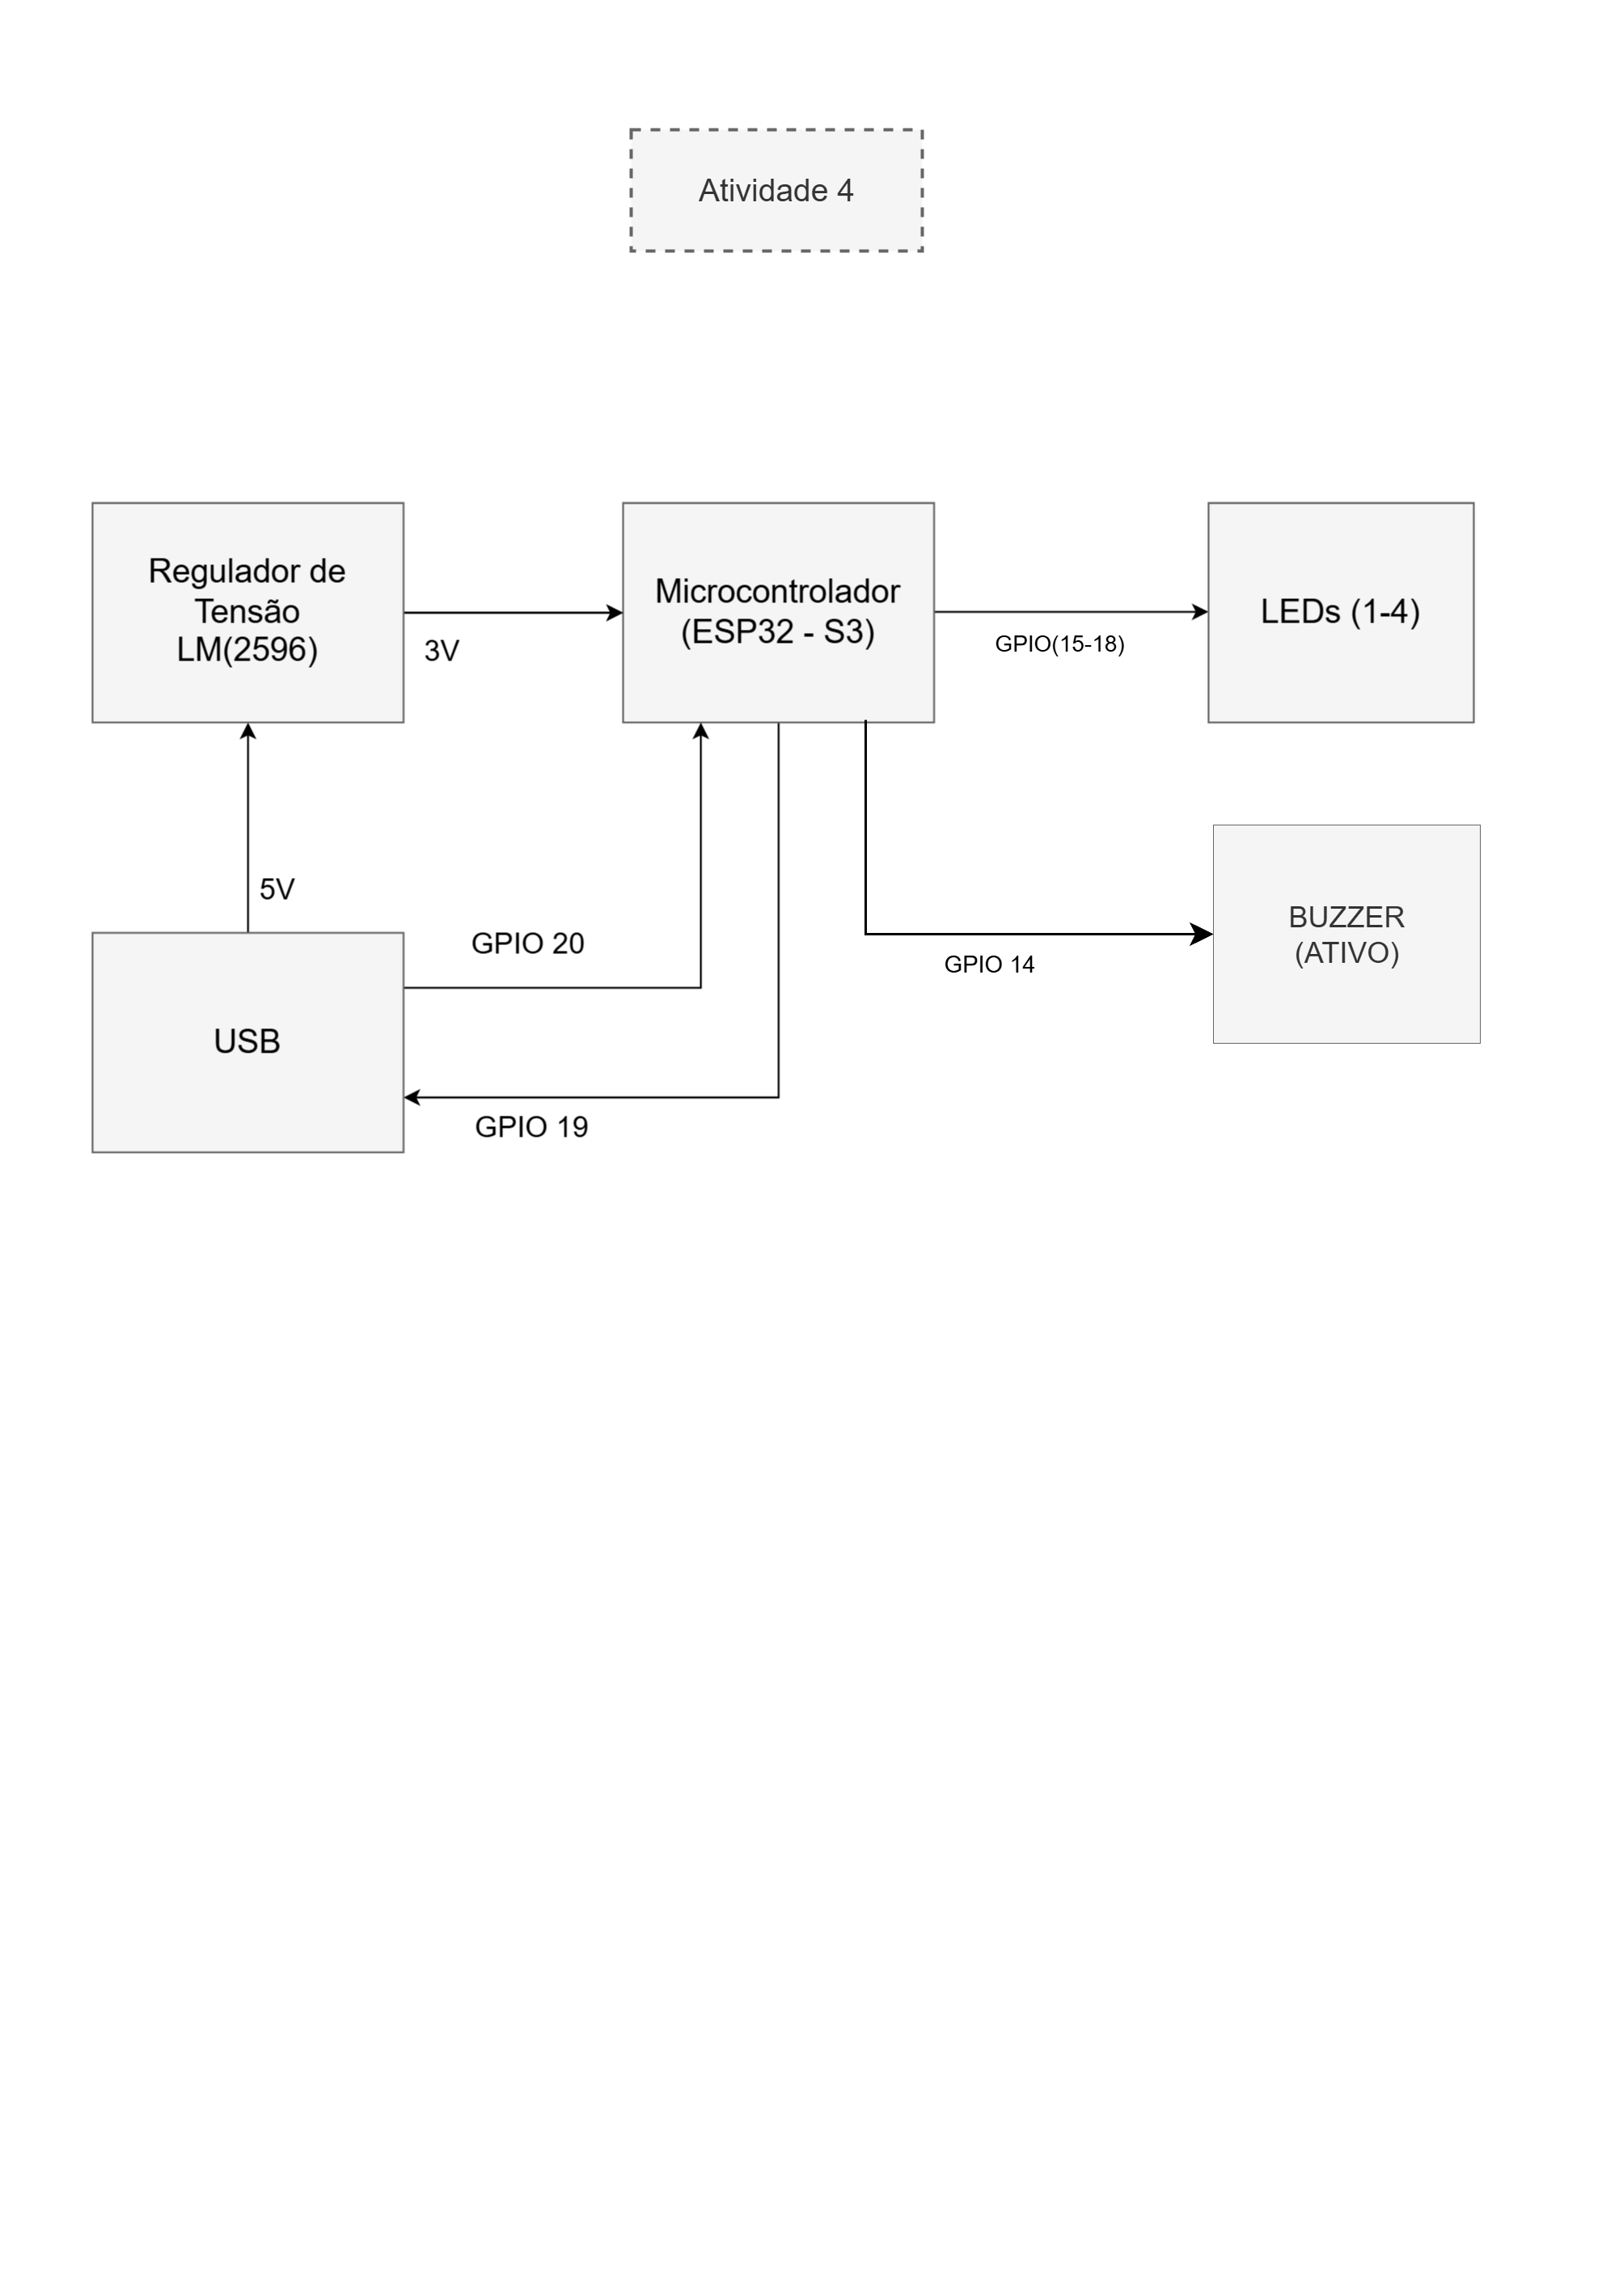 Atividade 4
Regulador de
Tensão
LM(2596)
3V
Microcontrolador
(ESP32 - S3)
GPIO(15-18)
LEDs (1-4)
5V
GPIO 20
BUZZER
(ATIVO)
GPIO 14
USB
GPIO 19